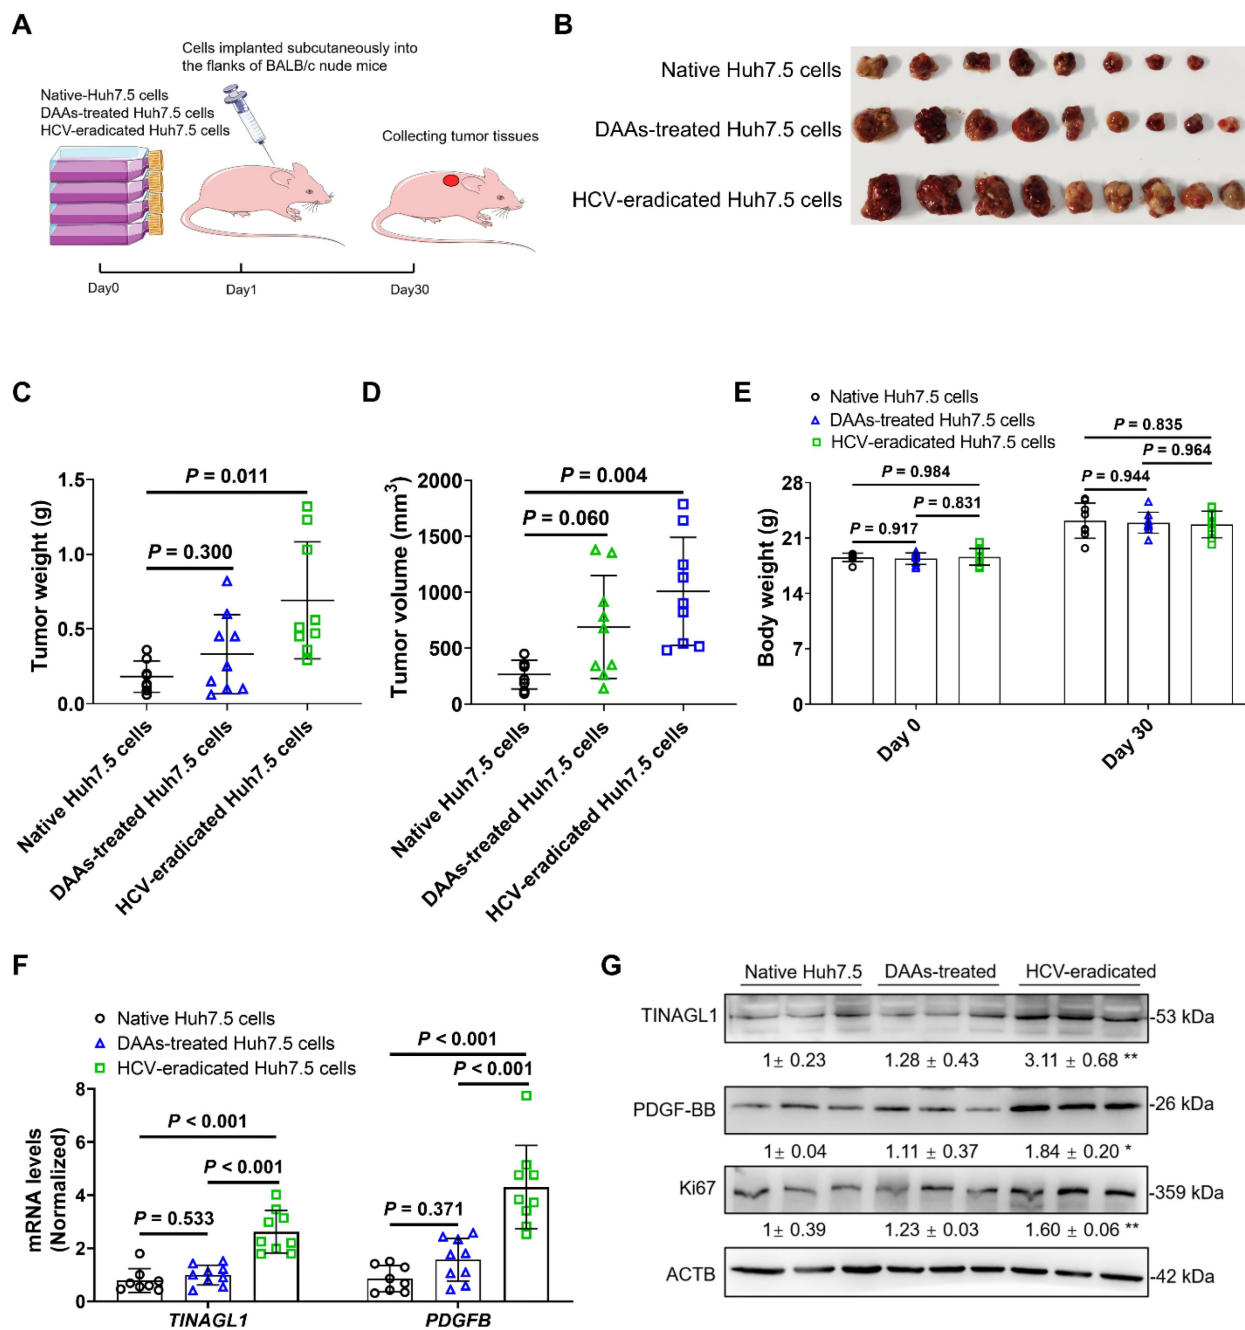 A
Cells implanted subcutaneously into
the flanks of BALB/c nude mice
Native-Huh7.5 cells
DAAs-treated Huh7.5 cells
HCV-eradicated Huh7.5 cells
Collecting tumor tissues
Day0
Day1
Day30
B
Native Huh7.5 cells
DAAs-treated Huh7.5 cells
HCV-eradicated Huh7.5 cells
C
Tumor weight (g)
1.5
1.0
0.5
0.0
P = 0.011
P = 0.300
Native Huh7.5 cells
DAAs-treated Huh7.5 cells
HCV-eradicated Huh7.5 cells
D
Tumor volume (mm³)
2000
1500
1000
500
0
P = 0.004
P = 0.060
Native Huh7.5 cells
DAAs-treated Huh7.5 cells
HCV-eradicated Huh7.5 cells
E
Native Huh7.5 cells
DAAs-treated Huh7.5 cells
HCV-eradicated Huh7.5 cells
Body weight (g)
28
21
14
7
0
P = 0.984
P = 0.831
P = 0.917
P = 0.835
P = 0.964
P = 0.944
Day 0
Day 30
F
Native Huh7.5 cells
DAAs-treated Huh7.5 cells
HCV-eradicated Huh7.5 cells
mRNA levels
(Normalized)
8
6
4
2
0
P < 0.001
P < 0.001
P = 0.533
P < 0.001
P < 0.001
P = 0.371
TINAGL1
PDGFB
G
Native Huh7.5 DAAs-treated HCV-eradicated
TINAGL1 -53 kDa
1± 0.23 1.28 ± 0.43 3.11 ± 0.68 **
PDGF-BB -26 kDa
1± 0.04 1.11 ± 0.37 1.84 ± 0.20 *
Ki67 -359 kDa
1± 0.39 1.23 ± 0.03 1.60 ± 0.06 **
ACTB -42 kDa